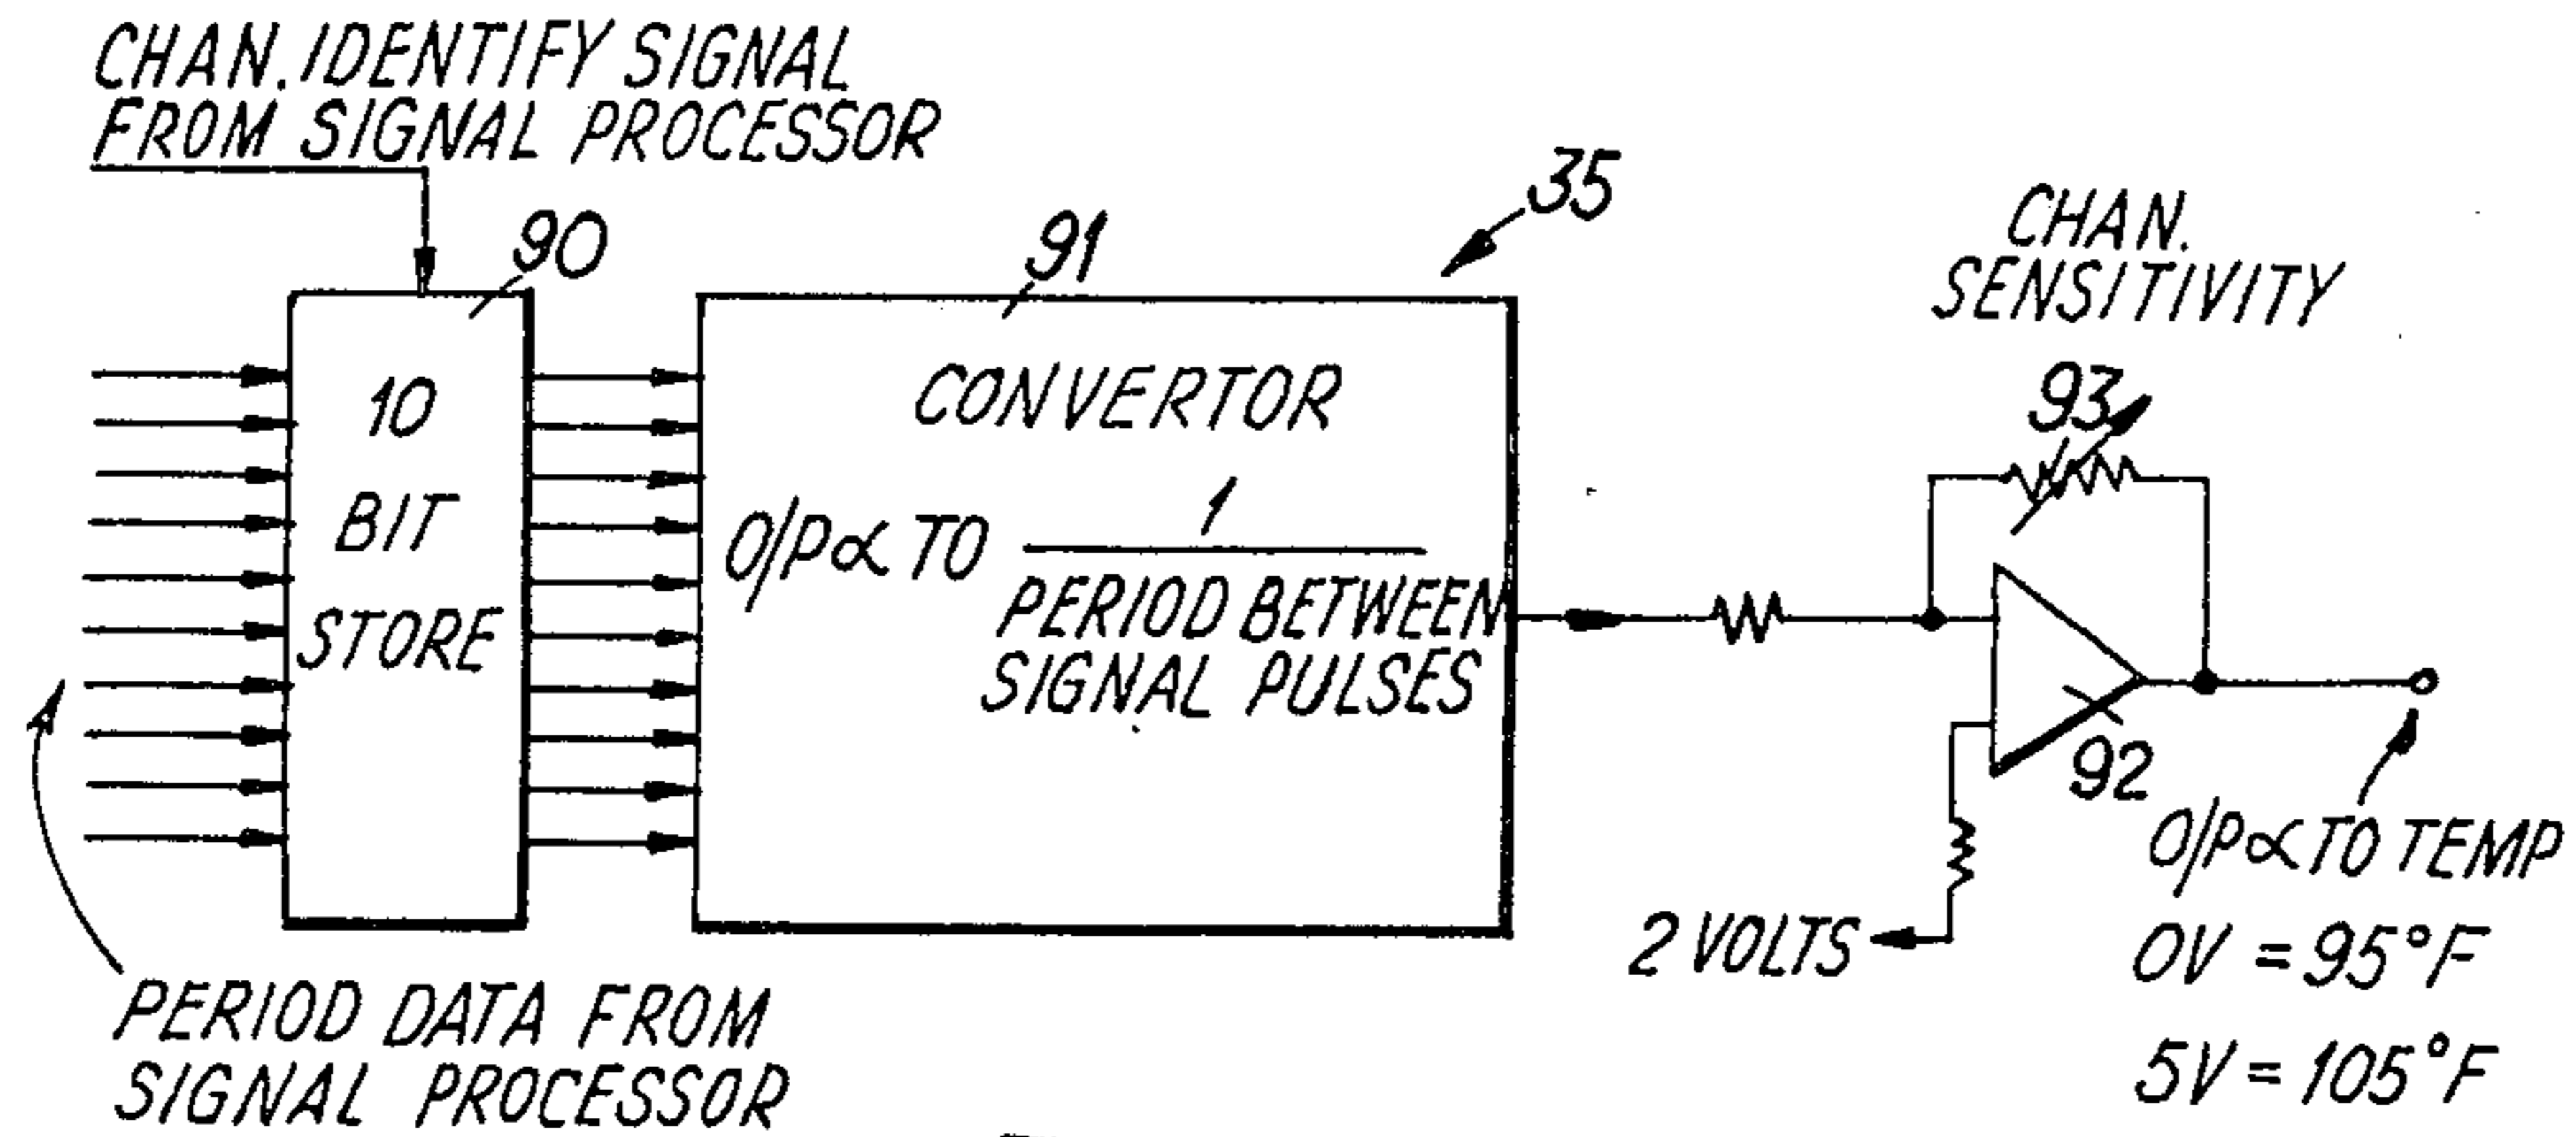 CHAN. IDENTIFY SIGNAL
FROM SIGNAL PROCESSOR
90
91
35
CHAN.
SENSITIVITY
93
10
BIT
STORE
CONVERTOR
O/P ∝ TO 1
PERIOD BETWEEN
SIGNAL PULSES
92
2 VOLTS
O/P ∝ TO TEMP
0V = 95°F
5V = 105°F
PERIOD DATA FROM
SIGNAL PROCESSOR